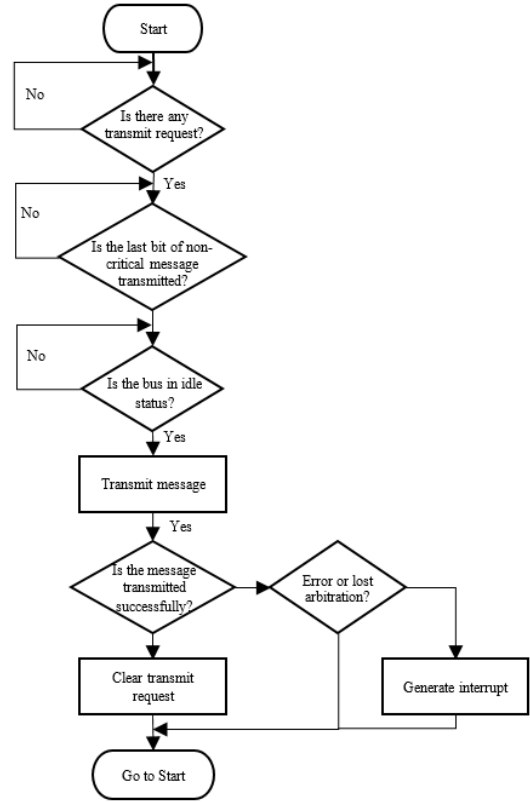 Start
No
Is there any
transmit request?
Yes
No
Is the last bit of non-
critical message
transmitted?
No
Is the bus in idle
status?
Yes
Transmit message
Yes
Is the message
transmitted
successfully?
Error or lost
arbitration?
Clear transmit
request
Generate interrupt
Go to Start